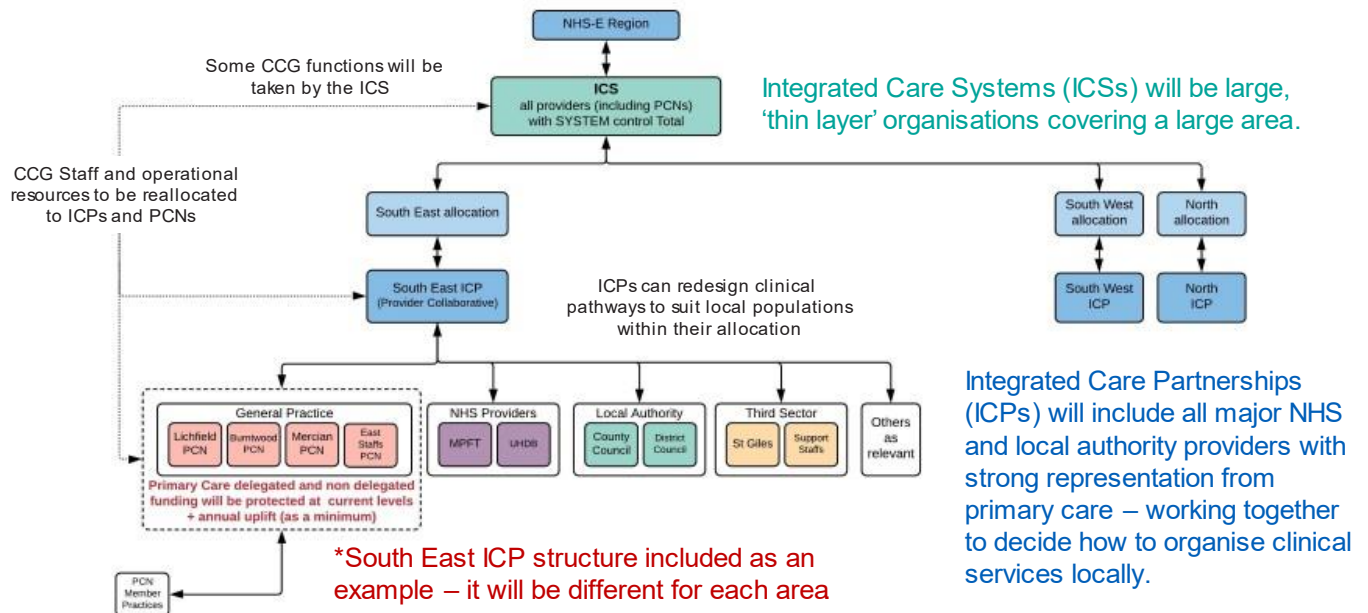 NHS-E Region
Some CCG functions will be
taken by the ICS
ICS
all providers (including PCNs)
with SYSTEM control Total
Integrated Care Systems (ICSs) will be large,
‘thin layer’ organisations covering a large area.
CCG Staff and operational
resources to be reallocated
to ICPs and PCNs
South East allocation
South West
allocation
North
allocation
South East ICP
(Provider Collaborative)
ICPs can redesign clinical
pathways to suit local populations
within their allocation
South West
ICP
North
ICP
General Practice
Lichfield
PCN
Burntwood
PCN
Mercian
PCN
East
Staffs
PCN
Primary Care delegated and non delegated
funding will be protected at current levels
+ annual uplift (as a minimum)
NHS Providers
MPFT
UHDB
Local Authority
County
Council
District
Council
Third Sector
St Giles
Support
Staffs
Others
as
relevant
Integrated Care Partnerships
(ICPs) will include all major NHS
and local authority providers with
strong representation from
primary care – working together
to decide how to organise clinical
services locally.
*South East ICP structure included as an
example – it will be different for each area
PCN
Member
Practices